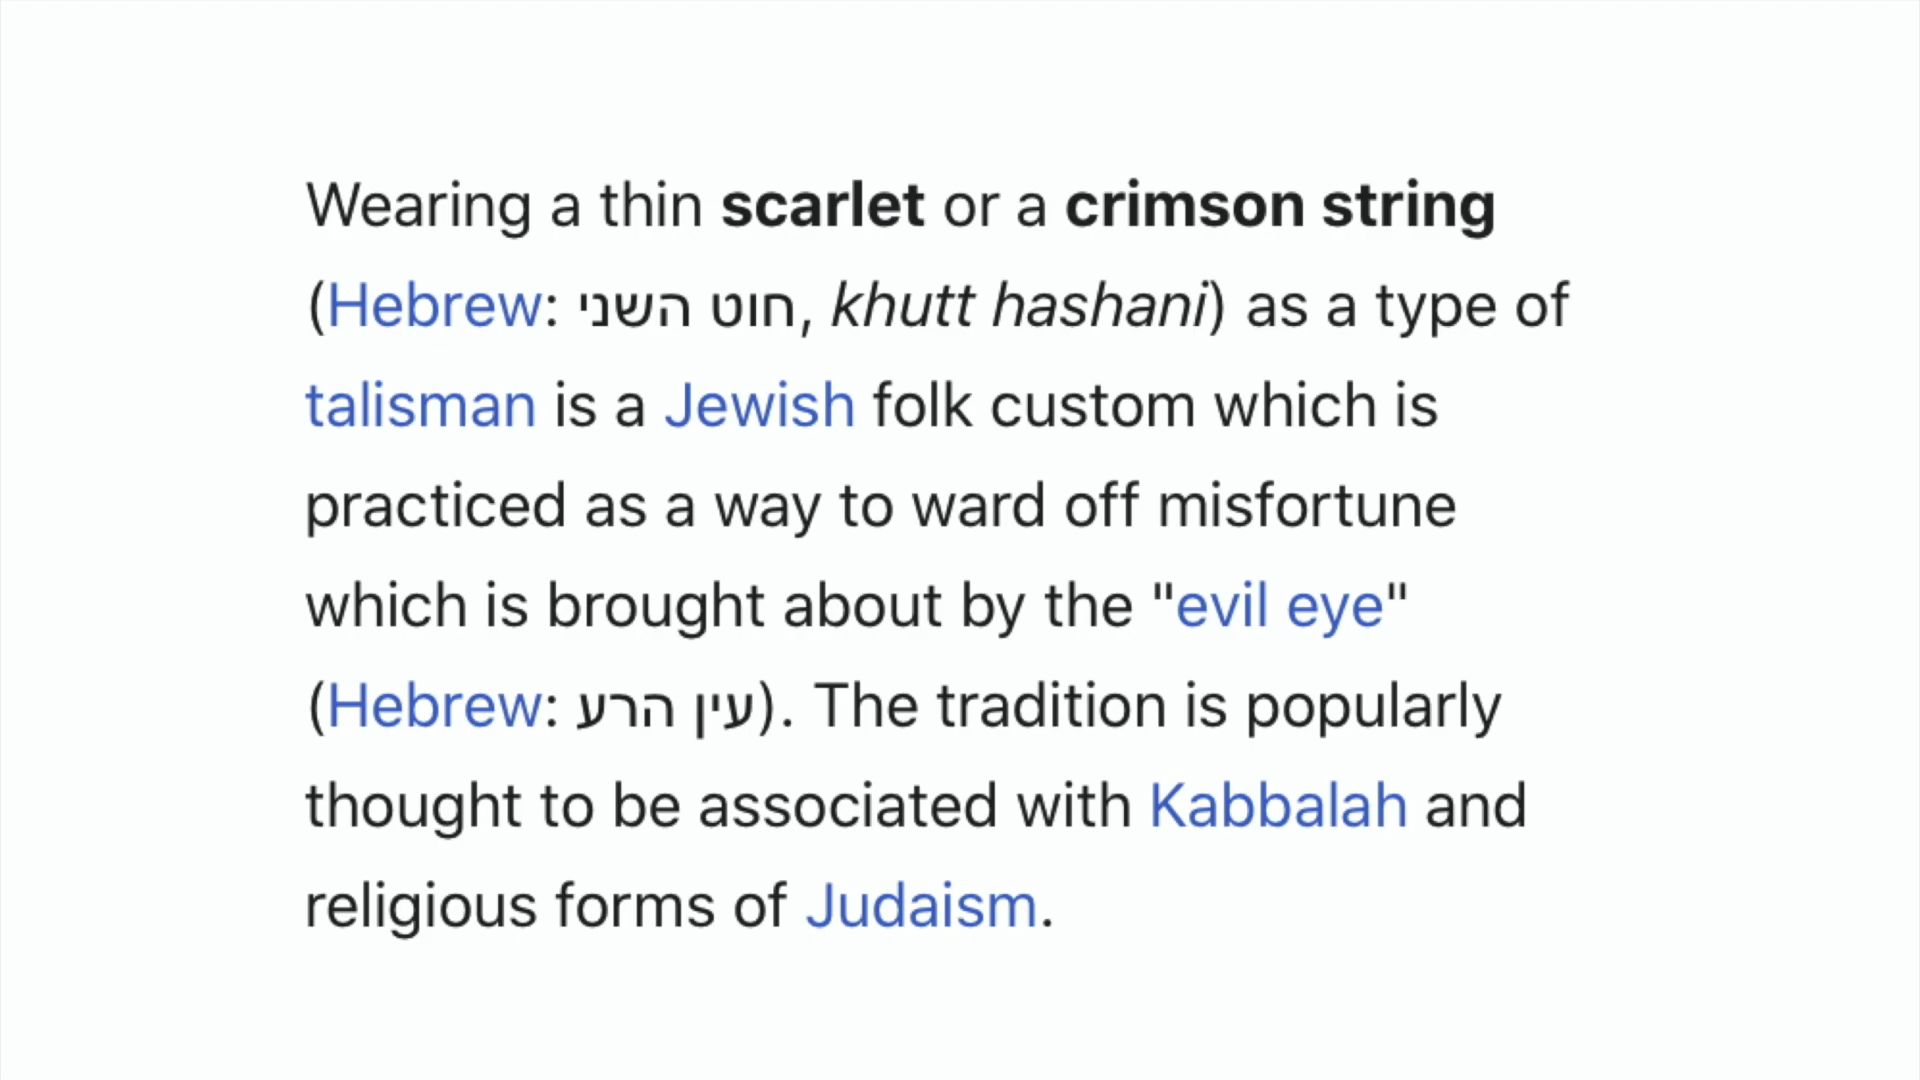 Wearing a thin scarlet or a crimson string
(Hebrew: חוט השני, khutt hashani) as a type of
talisman is a Jewish folk custom which is
practiced as a way to ward off misfortune
which is brought about by the "evil eye"
(Hebrew: עין הרע). The tradition is popularly
thought to be associated with Kabbalah and
religious forms of Judaism.